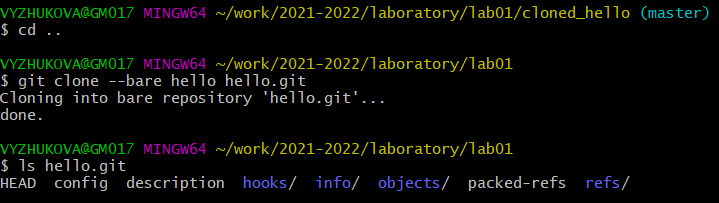 VYZHUKOVA@GM017 MINGW64 ~/work/2021-2022/laboratory/lab01/cloned_hello (master)
$ cd ..
VYZHUKOVA@GM017 MINGW64 ~/work/2021-2022/laboratory/lab01
$ git clone --bare hello hello.git
Cloning into bare repository 'hello.git'...
done.
VYZHUKOVA@GM017 MINGW64 ~/work/2021-2022/laboratory/lab01
$ ls hello.git
HEAD  config  description  hooks/  info/  objects/  packed-refs  refs/